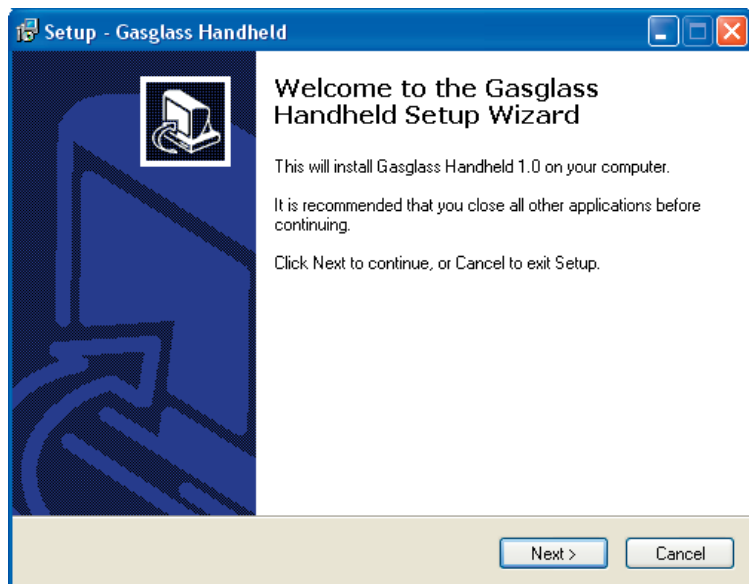 Setup - Gasglass Handheld
Welcome to the Gasglass
Handheld Setup Wizard
This will install Gasglass Handheld 1.0 on your computer.
It is recommended that you close all other applications before
continuing.
Click Next to continue, or Cancel to exit Setup.
Next >
Cancel